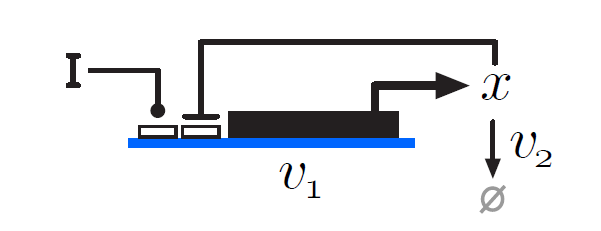 I
x
v₁
v₂
∅